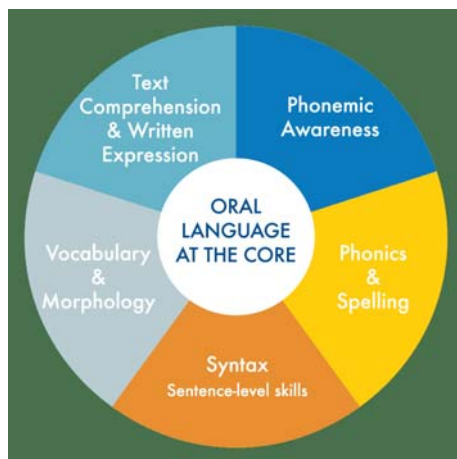 Text
Comprehension
& Written
Expression
Phonemic
Awareness
ORAL
LANGUAGE
AT THE CORE
Vocabulary
&
Morphology
Phonics
&
Spelling
Syntax
Sentence-level skills